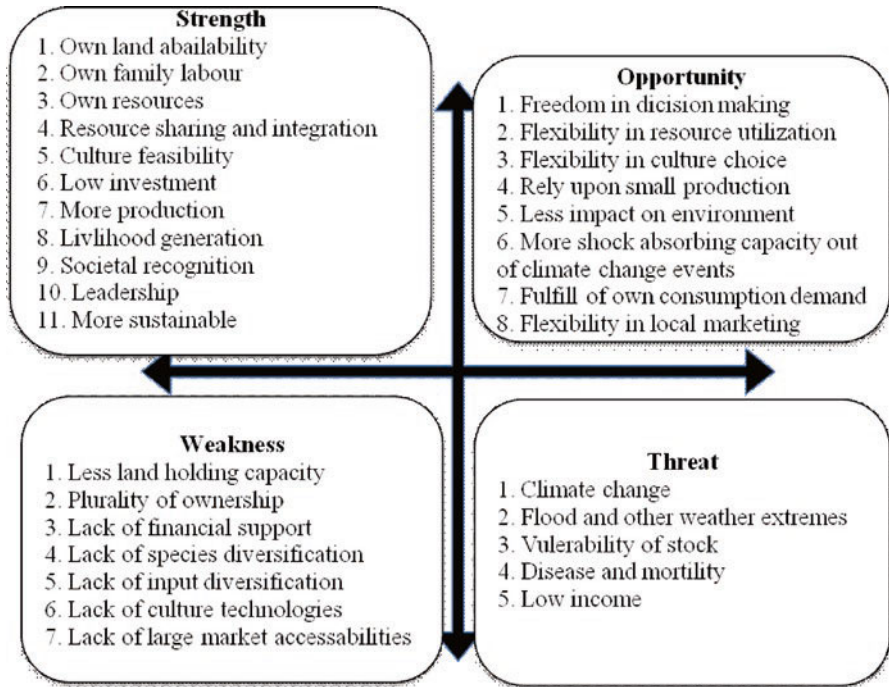 Strength
1. Own land abailability
2. Own family labour
3. Own resources
4. Resource sharing and integration
5. Culture feasibility
6. Low investment
7. More production
8. Livlihood generation
9. Societal recognition
10. Leadership
11. More sustainable
Opportunity
1. Freedom in dicision making
2. Flexibility in resource utilization
3. Flexibility in culture choice
4. Rely upon small production
5. Less impact on environment
6. More shock absorbing capacity out
of climate change events
7. Fulfill of own consumption demand
8. Flexibility in local marketing
Weakness
1. Less land holding capacity
2. Plurality of ownership
3. Lack of financial support
4. Lack of species diversification
5. Lack of input diversification
6. Lack of culture technologies
7. Lack of large market accessabilities
Threat
1. Climate change
2. Flood and other weather extremes
3. Vulerability of stock
4. Disease and mortility
5. Low income